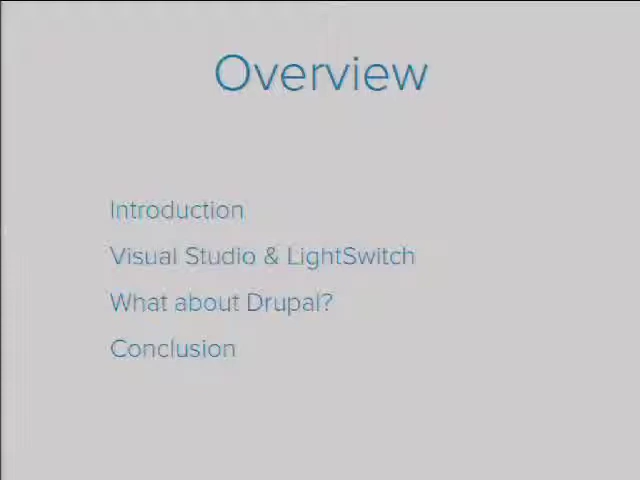 Overview
Introduction
Visual Studio & LightSwitch
What about Drupal?
Conclusion